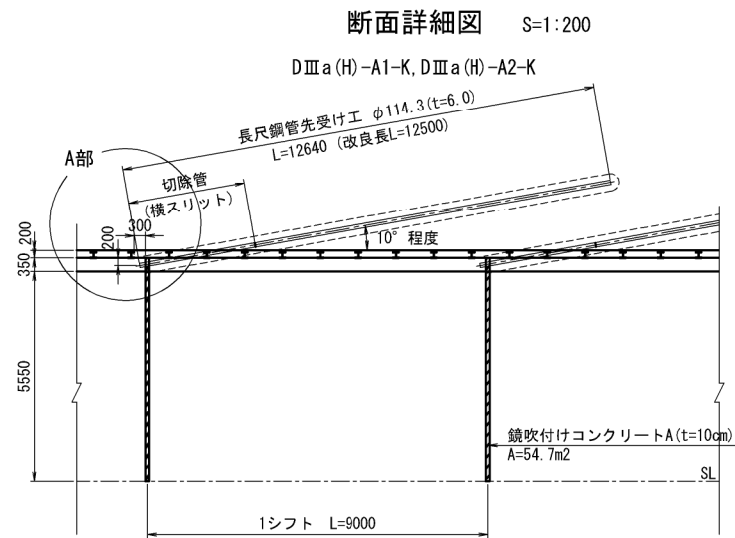 断面詳細図 S=1:200
DⅢa(H)-A1-K, DⅢa(H)-A2-K
長尺鋼管先受け工 φ114.3(t=6.0)
L=12640 (改良長L=12500)
A部
切除管
(横スリット)
300
200
200
350
10°程度
5550
鏡吹付けコンクリートA(t=10cm)
A=54.7m2
SL
1シフト L=9000